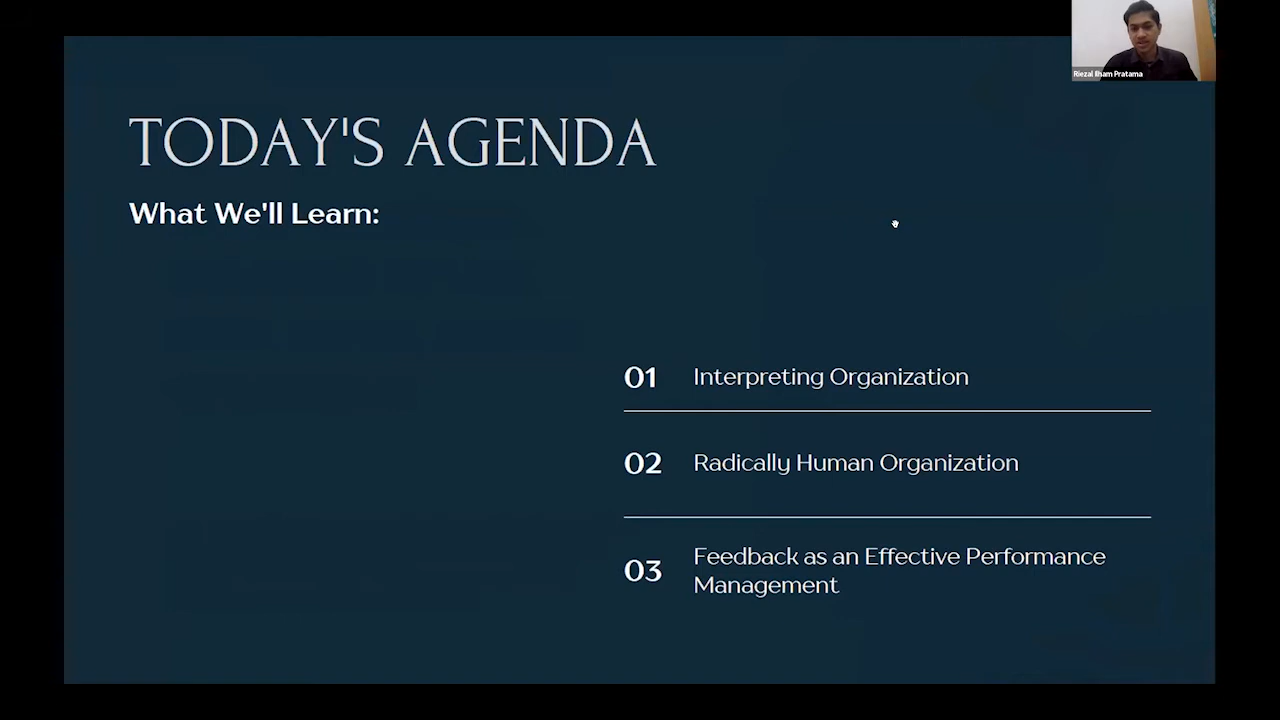 Riezal Ilham Pratama
TODAY'S AGENDA
What We'll Learn:
01 Interpreting Organization
02 Radically Human Organization
03 Feedback as an Effective Performance
Management